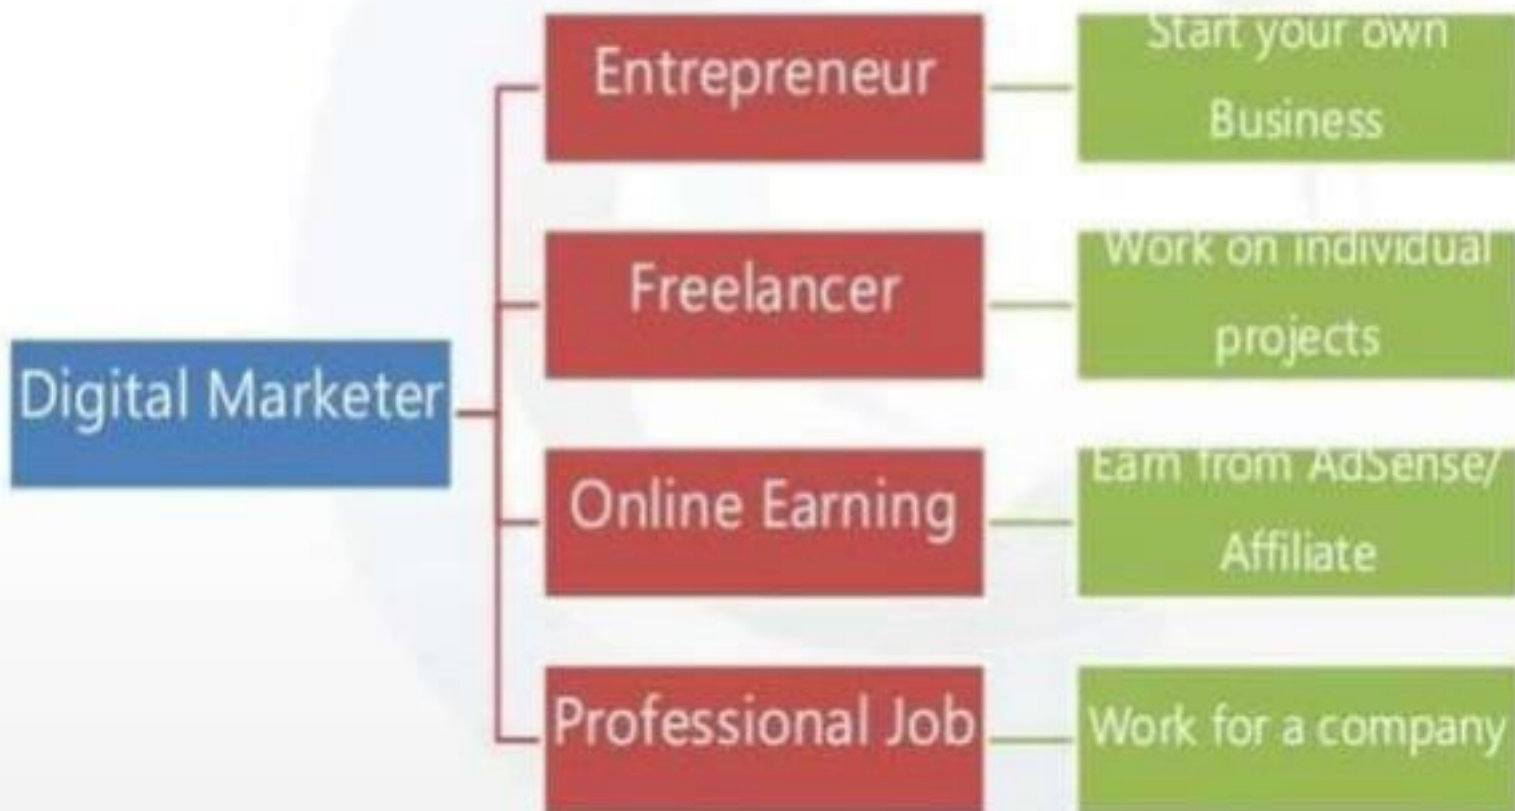 Digital Marketer
Entrepreneur
Start your own
Business
Freelancer
Work on individual
projects
Online Earning
Earn from AdSense/
Affiliate
Professional Job
Work for a company